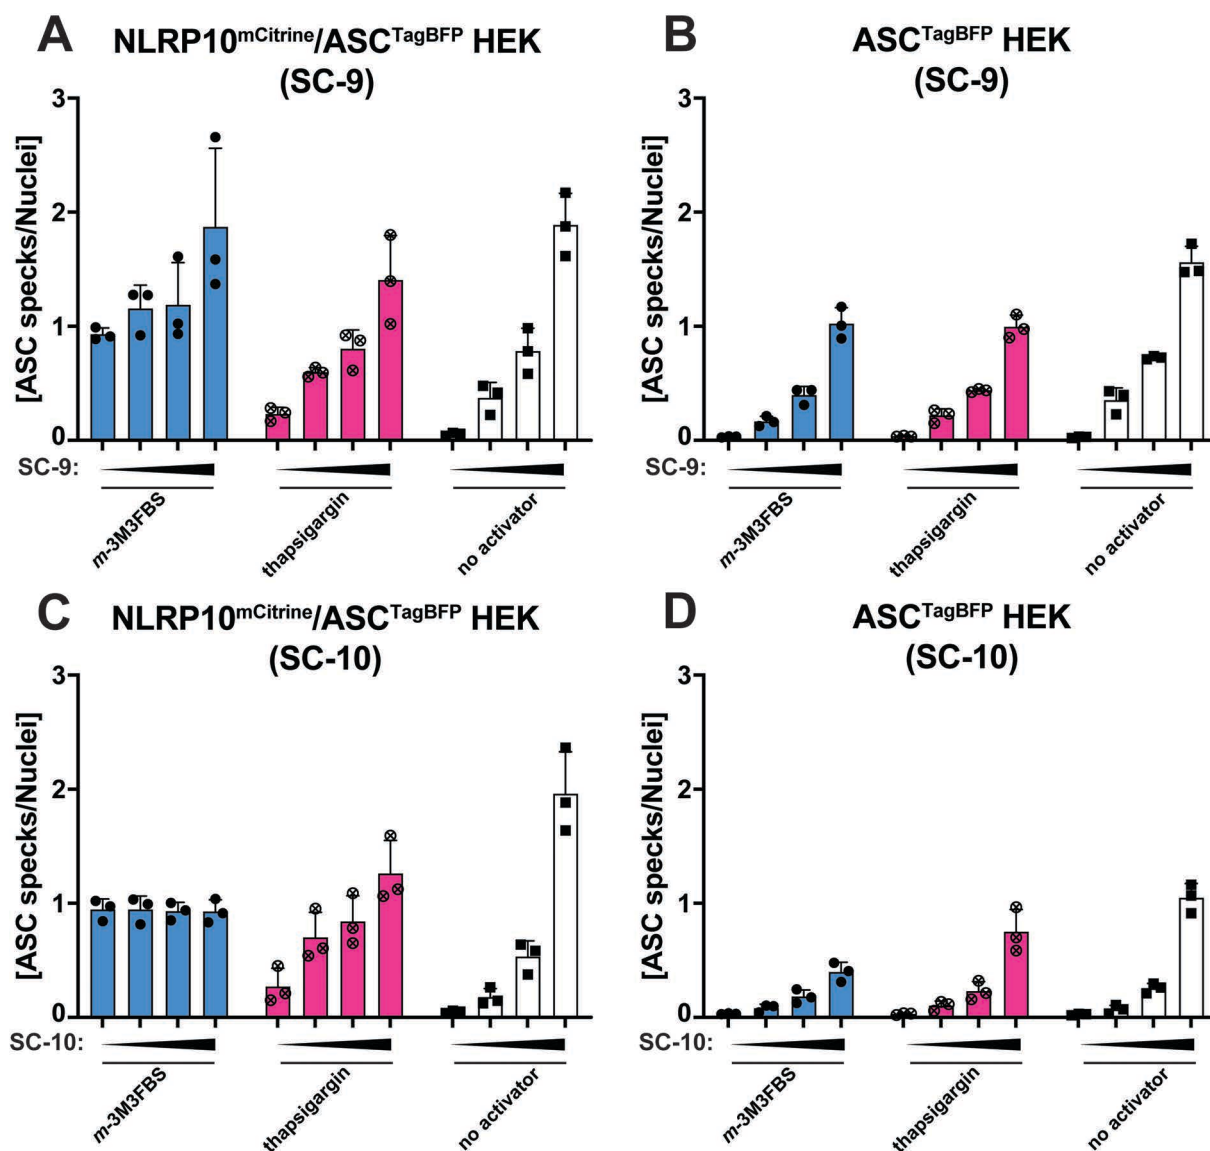 A
NLRP10mCitrine/ASCTagBFP HEK
(SC-9)
[ASC specks/Nuclei]
3
2
1
0
SC-9:
m-3M3FBS
thapsigargin
no activator
B
ASCTagBFP HEK
(SC-9)
[ASC specks/Nuclei]
3
2
1
0
SC-9:
m-3M3FBS
thapsigargin
no activator
C
NLRP10mCitrine/ASCTagBFP HEK
(SC-10)
[ASC specks/Nuclei]
3
2
1
0
SC-10:
m-3M3FBS
thapsigargin
no activator
D
ASCTagBFP HEK
(SC-10)
[ASC specks/Nuclei]
3
2
1
0
SC-10:
m-3M3FBS
thapsigargin
no activator